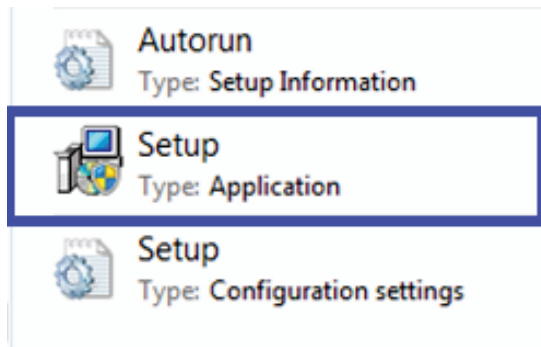 Autorun
Type: Setup Information
Setup
Type: Application
Setup
Type: Configuration settings